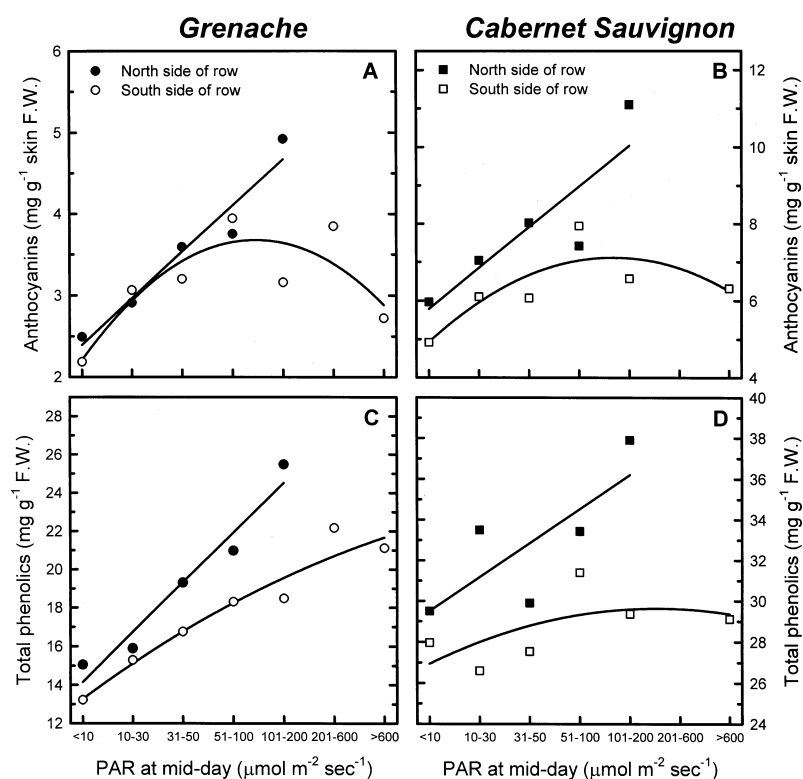 Grenache
Cabernet Sauvignon
A
North side of row
South side of row
6
5
4
3
2
Anthocyanins (mg g⁻¹ skin F.W.)
B
North side of row
South side of row
12
10
8
6
4
Anthocyanins (mg g⁻¹ skin F.W.)
C
28
26
24
22
20
18
16
14
12
Total phenolics (mg g⁻¹ F.W.)
<10 10-30 31-50 51-100 101-200 201-600 >600
PAR at mid-day (μmol m⁻² sec⁻¹)
D
40
38
36
34
32
30
28
26
24
Total phenolics (mg g⁻¹ F.W.)
<10 10-30 31-50 51-100 101-200 201-600 >600
PAR at mid-day (μmol m⁻² sec⁻¹)